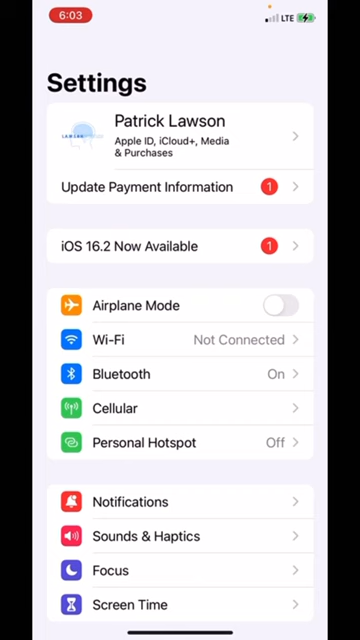 6:03
LTE
Settings
Patrick Lawson
Apple ID, iCloud+, Media
& Purchases
Update Payment Information
1
iOS 16.2 Now Available
1
Airplane Mode
Wi-Fi
Not Connected
Bluetooth
On
Cellular
Personal Hotspot
Off
Notifications
Sounds & Haptics
Focus
Screen Time